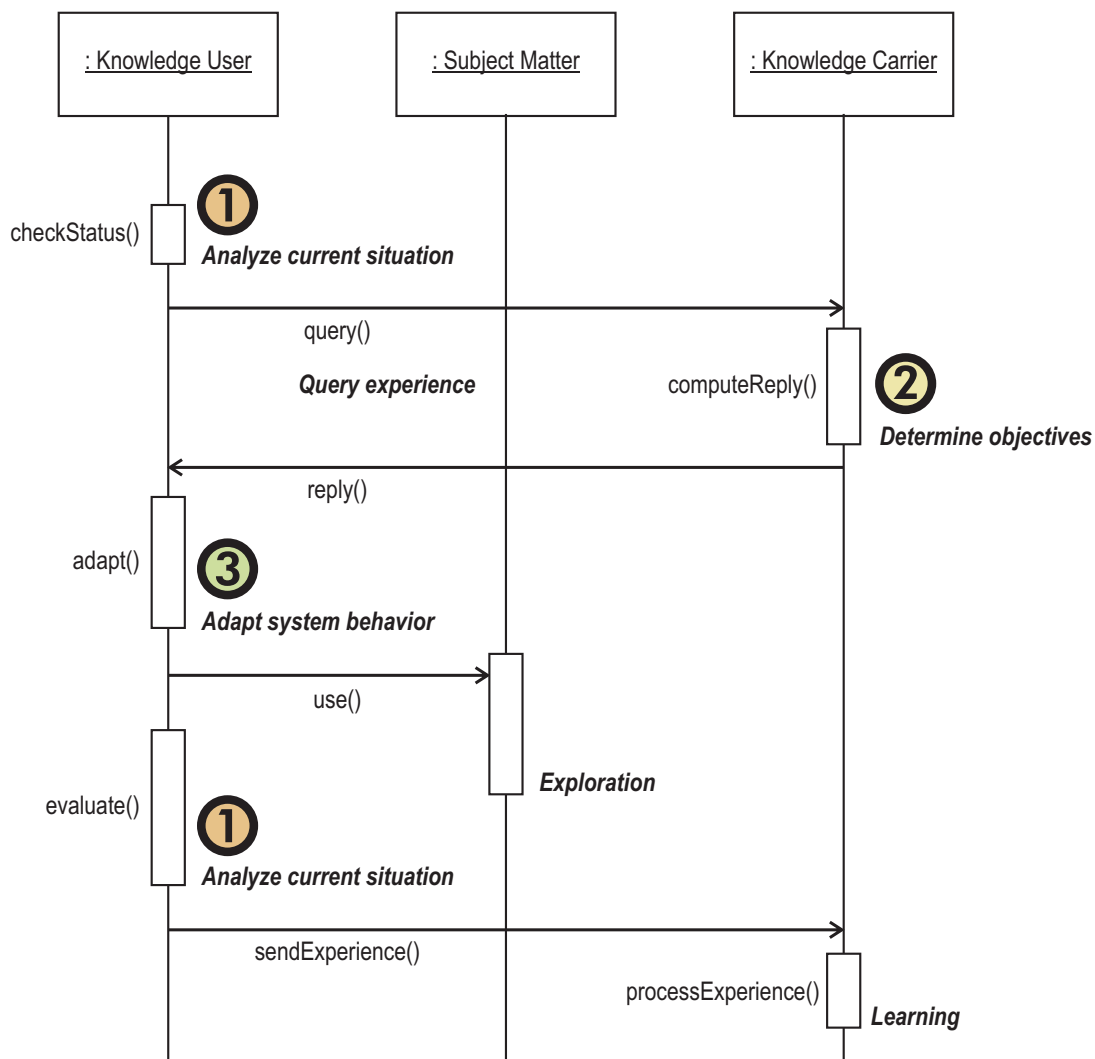 : Knowledge User
: Subject Matter
: Knowledge Carrier
1
checkStatus()
Analyze current situation
query()
Query experience
computeReply()
2
Determine objectives
reply()
adapt()
3
Adapt system behavior
use()
Exploration
evaluate()
1
Analyze current situation
sendExperience()
processExperience()
Learning